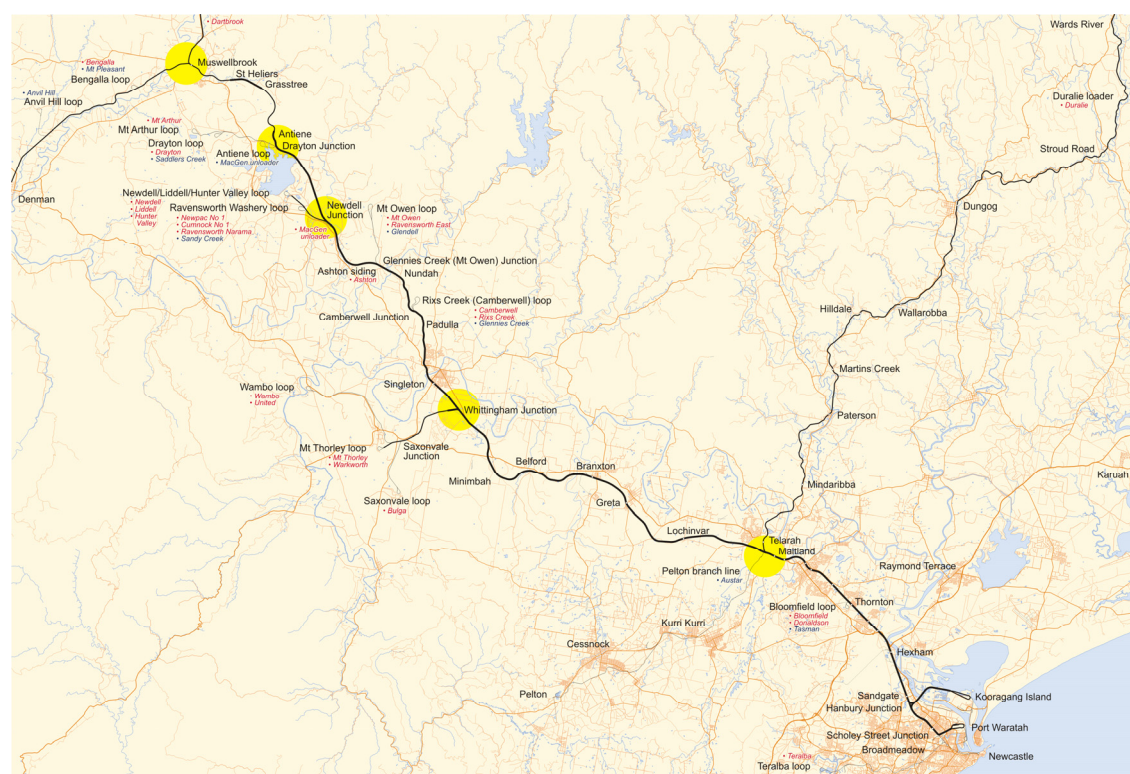 • Dartbrook
Wards River
• Bengalla
• Mt Pleasant
Bengalla loop
Muswellbrook
St Heliers
Grasstree
• Anvil Hill
Anvil Hill loop
Duralie loader
• Duralie
• Mt Arthur
Mt Arthur loop
Drayton loop
• Drayton
• Saddlers Creek
Antiene
Drayton Junction
Antiene loop
• MacGen unloader
Stroud Road
Denman
Newdell/Liddell/Hunter Valley loop
• Newdell
• Liddell
• Hunter
Valley
Ravensworth Washery loop
• Newpac No 1
• Cumnock No 1
• Ravensworth Narama
• Sandy Creek
Newdell
Junction
• MacGen
unloader
Mt Owen loop
• Mt Owen
• Ravensworth East
• Glendell
Dungog
Glennies Creek (Mt Owen) Junction
Ashton siding
• Ashton
Nundah
Rixs Creek (Camberwell) loop
• Camberwell
• Rixs Creek
• Glennies Creek
Camberwell Junction
Padulla
Hilldale
Wallarobba
Martins Creek
Singleton
Wambo loop
• Wambo
• United
Whittingham Junction
Paterson
Mt Thorley loop
• Mt Thorley
• Warkworth
Saxonvale
Junction
Belford
Branxton
Minimbah
Mindaribba
Karuah
Saxonvale loop
• Bulga
Greta
Lochinvar
Telarah
Maitland
Pelton branch line
• Austar
Raymond Terrace
Bloomfield loop
• Bloomfield
• Donaldson
• Tasman
Thornton
Kurri Kurri
Cessnock
Hexham
Pelton
Sandgate
Hanbury Junction
Kooragang Island
Port Waratah
Scholey Street Junction
Broadmeadow
• Teralba
Teralba loop
Newcastle